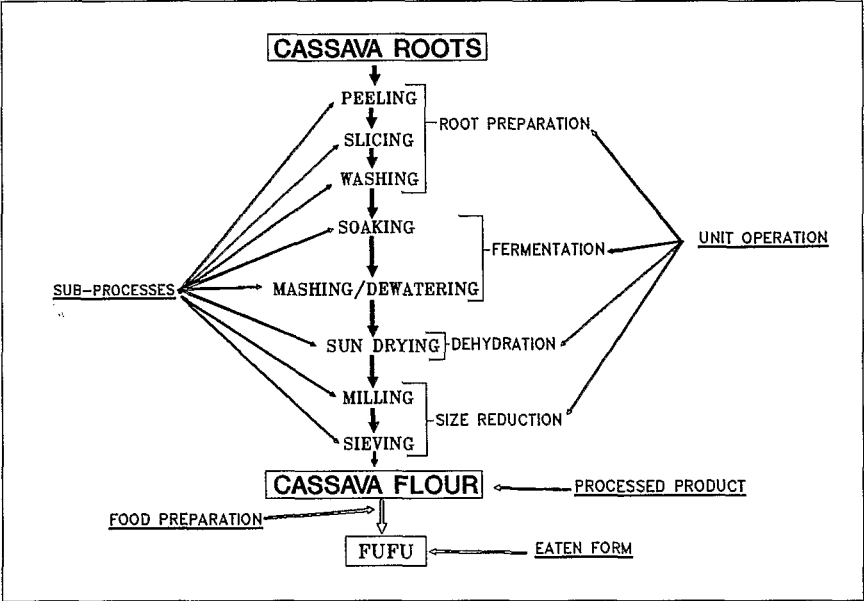 CASSAVA ROOTS
PEELING
ROOT PREPARATION
SLICING
WASHING
SOAKING
FERMENTATION
UNIT OPERATION
SUB-PROCESSES
MASHING/DEWATERING
SUN DRYING
DEHYDRATION
MILLING
SIZE REDUCTION
SIEVING
CASSAVA FLOUR
PROCESSED PRODUCT
FOOD PREPARATION
FUFU
EATEN FORM